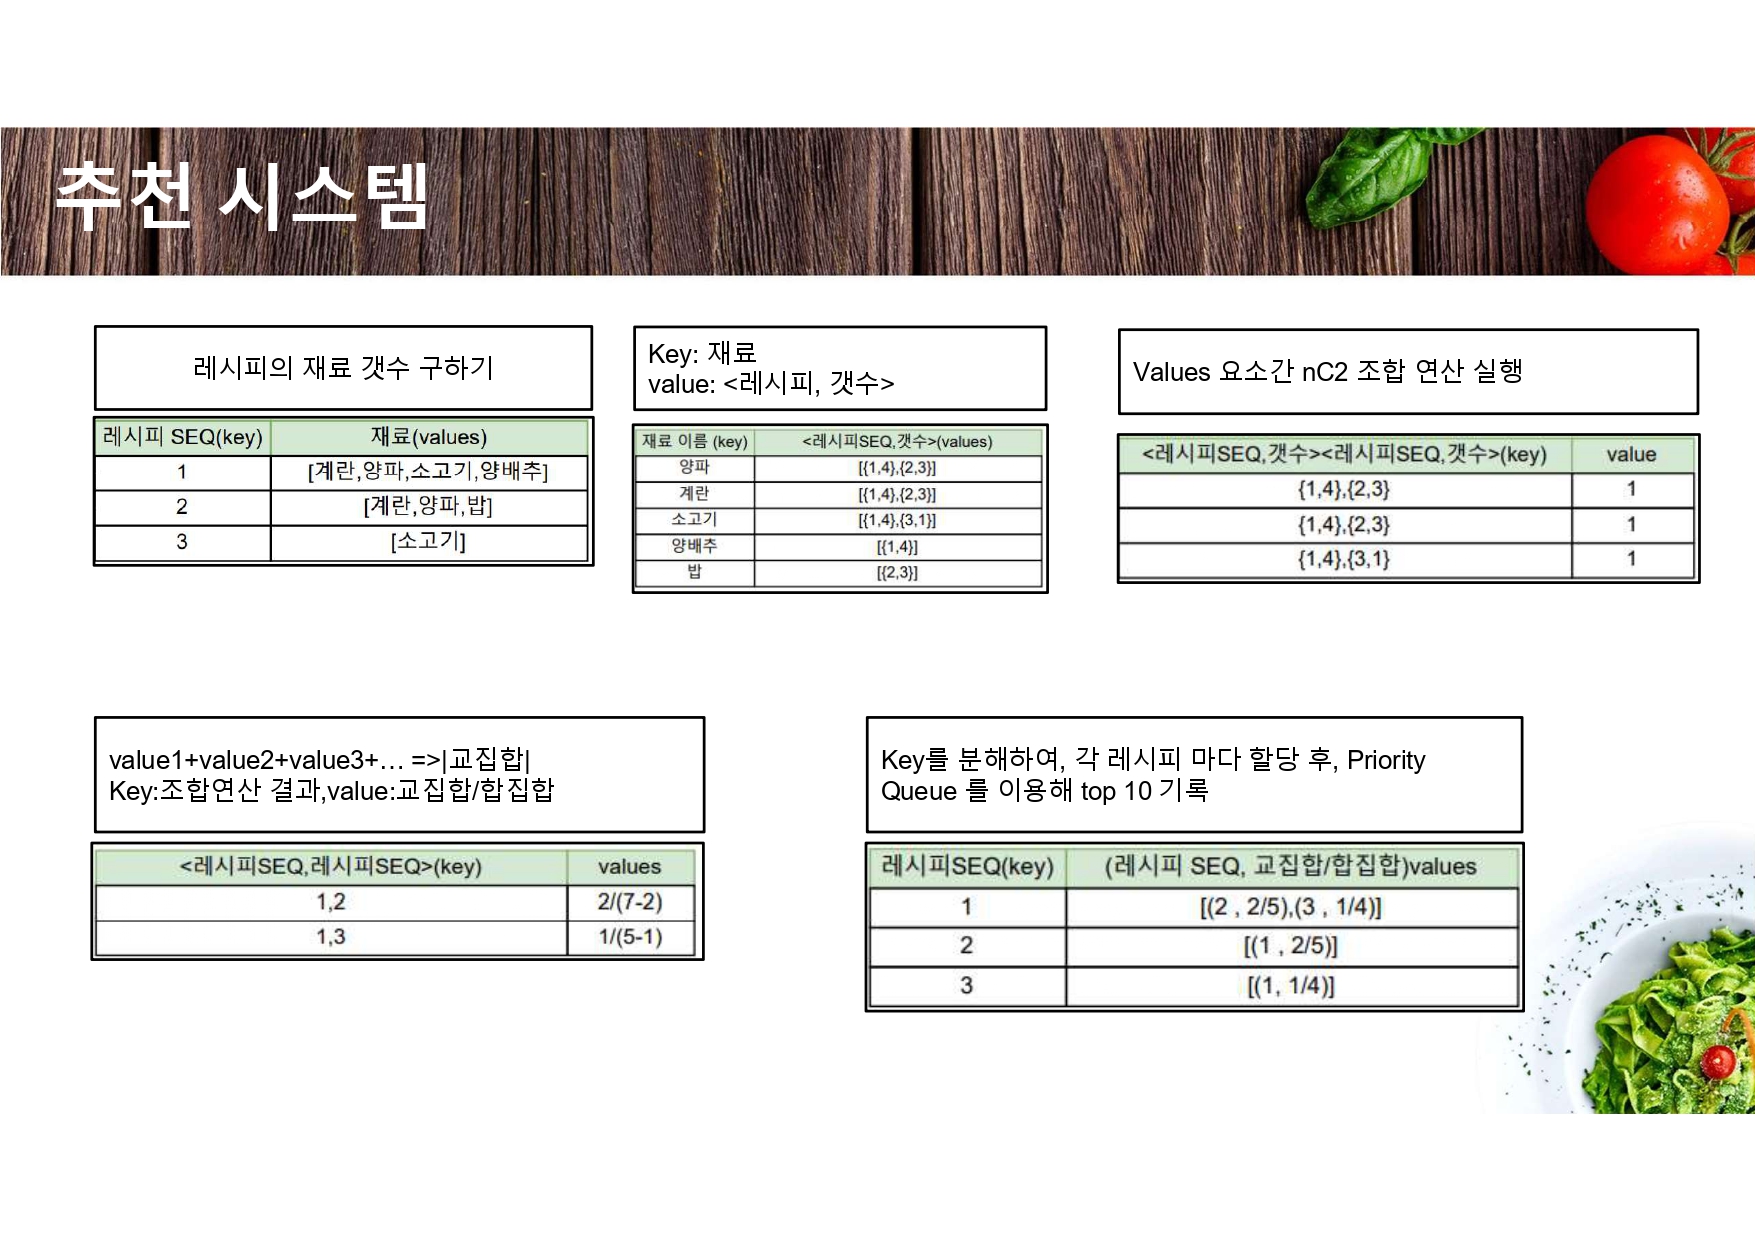 추천 시스템
레시피의 재료 갯수 구하기
레시피 SEQ(key) 재료(values)
1 [계란,양파,소고기,양배추]
2 [계란,양파,밥]
3 [소고기]
Key: 재료
value: <레시피, 갯수>
재료 이름 (key) <레시피SEQ,갯수>(values)
양파 [{1,4},{2,3}]
계란 [{1,4},{2,3}]
소고기 [{1,4},{3,1}]
양배추 [{1,4}]
밥 [{2,3}]
Values 요소간 nC2 조합 연산 실행
<레시피SEQ,갯수><레시피SEQ,갯수>(key) value
{1,4},{2,3} 1
{1,4},{2,3} 1
{1,4},{3,1} 1
value1+value2+value3+… =>|교집합|
Key:조합연산 결과,value:교집합/합집합
<레시피SEQ,레시피SEQ>(key) values
1,2 2/(7-2)
1,3 1/(5-1)
Key를 분해하여, 각 레시피 마다 할당 후, Priority
Queue 를 이용해 top 10 기록
레시피SEQ(key) (레시피 SEQ, 교집합/합집합)values
1 [(2 , 2/5),(3 , 1/4)]
2 [(1 , 2/5)]
3 [(1, 1/4)]